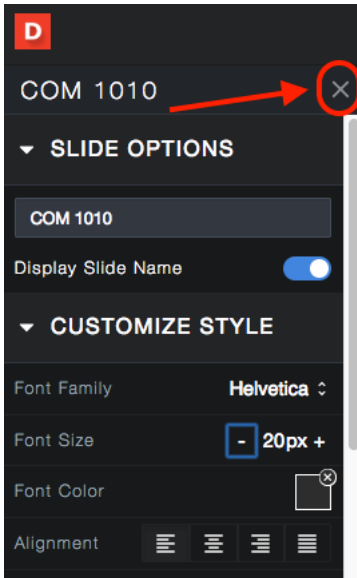 D
COM 1010
SLIDE OPTIONS
COM 1010
Display Slide Name
CUSTOMIZE STYLE
Font Family Helvetica
Font Size - 20px +
Font Color
Alignment